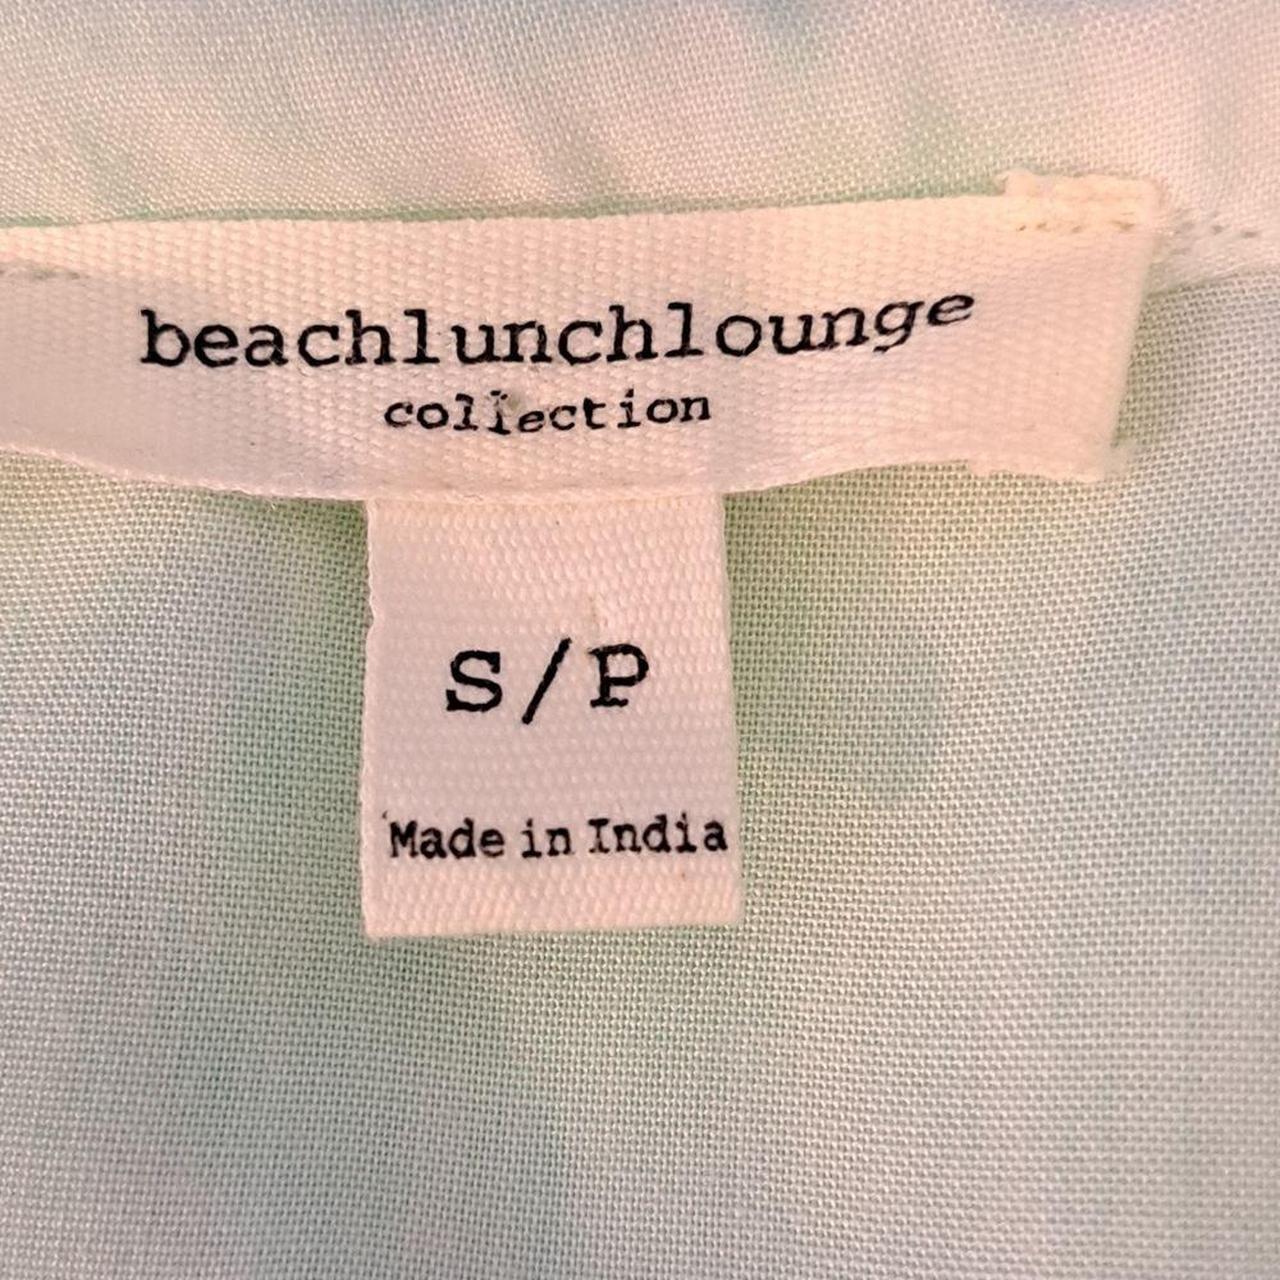 beachlunchlounge
collection
S/P
Made in India